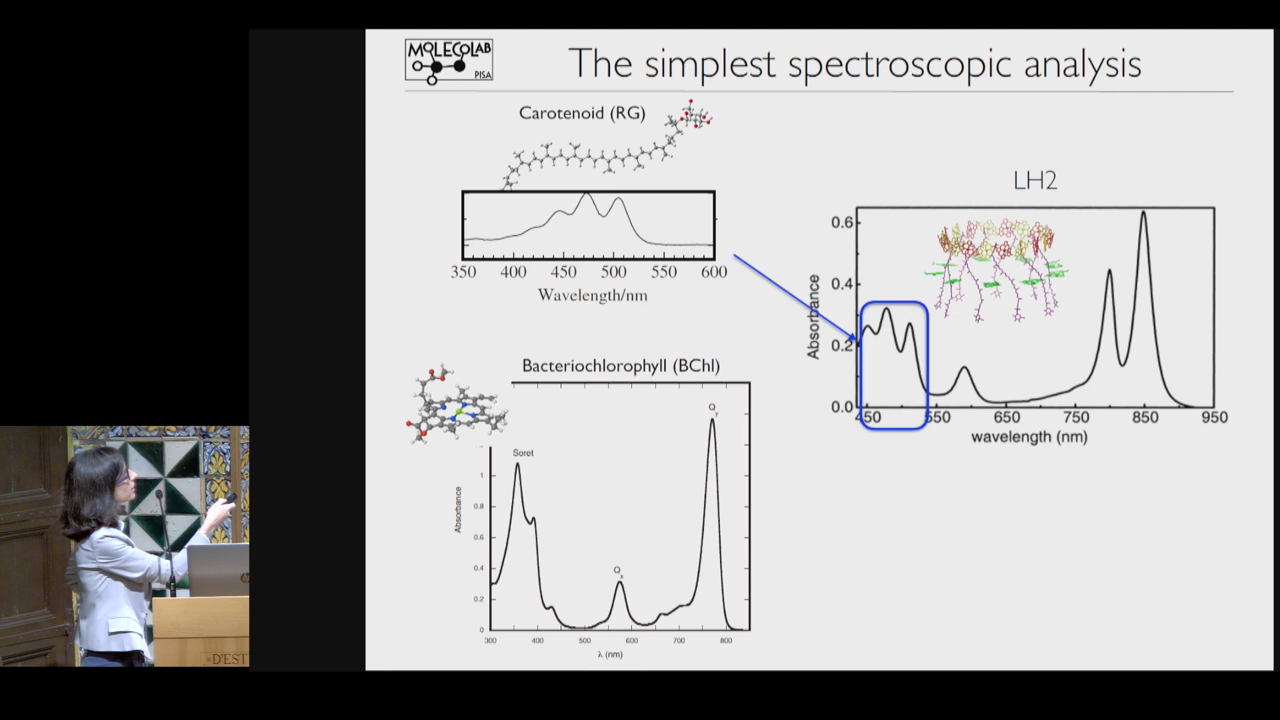 MOLECOLAB
PISA
The simplest spectroscopic analysis
Carotenoid (RG)
350 400 450 500 550 600
Wavelength/nm
Bacteriochlorophyll (BChl)
Soret
Qx
Qy
Absorbance
1
0.8
0.6
0.4
0.2
0
300 400 500 600 700 800
λ (nm)
LH2
Absorbance
0.6
0.4
0.2
0.0
450 550 650 750 850 950
wavelength (nm)
D'EST